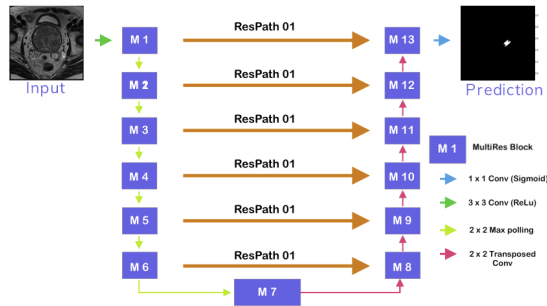 ResPath 01
M 1
M 13
Input
Prediction
ResPath 01
M 2
M 12
ResPath 01
M 3
M 11
ResPath 01
M 4
M 10
ResPath 01
M 5
M 9
ResPath 01
M 6
M 8
M 7
M 1
MultiRes Block
1 x 1 Conv (Sigmoid)
3 x 3 Conv (ReLu)
2 x 2 Max polling
2 x 2 Transposed
Conv